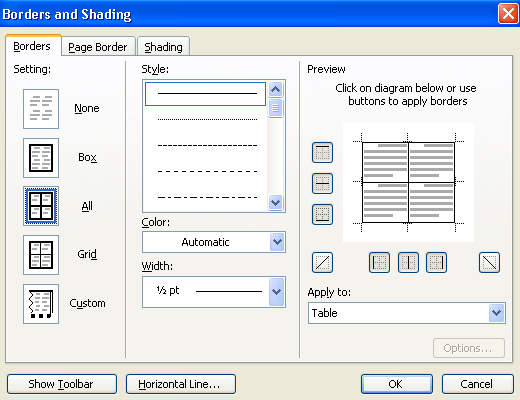 Borders and Shading
Borders
Page Border
Shading
Setting:
None
Box
All
Grid
Custom
Style:
Color:
Automatic
Width:
½ pt
Preview
Click on diagram below or use
buttons to apply borders
Apply to:
Table
Options...
Show Toolbar
Horizontal Line...
OK
Cancel